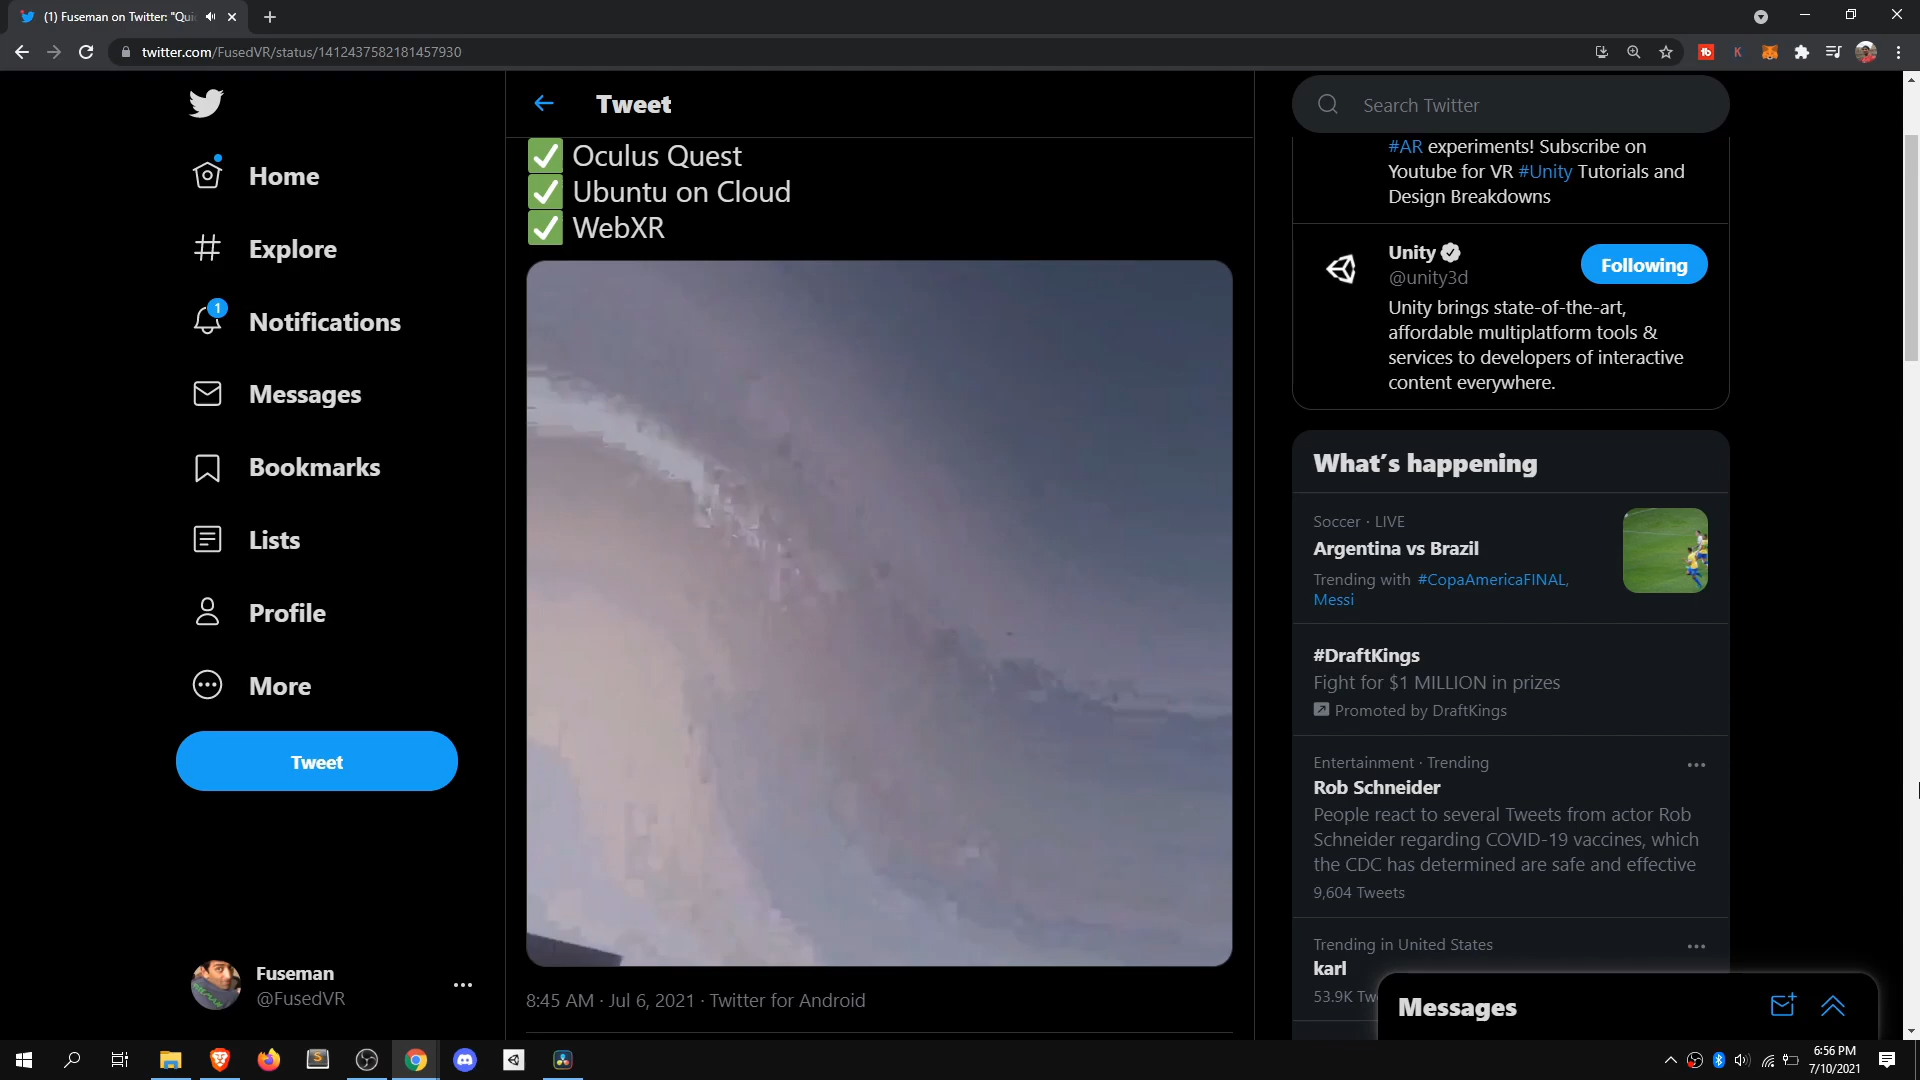 (1) Fuseman on Twitter: "Qui
twitter.com/FusedVR/status/1412437582181457930
Home
Explore
1
Notifications
Messages
Bookmarks
Lists
Profile
More
Tweet
Fuseman
@FusedVR
Tweet
✅ Oculus Quest
✅ Ubuntu on Cloud
✅ WebXR
8:45 AM · Jul 6, 2021 · Twitter for Android
Search Twitter
#AR experiments! Subscribe on
Youtube for VR #Unity Tutorials and
Design Breakdowns
Unity
@unity3d
Following
Unity brings state-of-the-art,
affordable multiplatform tools &
services to developers of interactive
content everywhere.
What's happening
Soccer · LIVE
Argentina vs Brazil
Trending with #CopaAmericaFINAL,
Messi
#DraftKings
Fight for $1 MILLION in prizes
Promoted by DraftKings
Entertainment · Trending
Rob Schneider
People react to several Tweets from actor Rob
Schneider regarding COVID-19 vaccines, which
the CDC has determined are safe and effective
9,604 Tweets
Trending in United States
karl
53.9K Tw
Messages
6:56 PM
7/10/2021